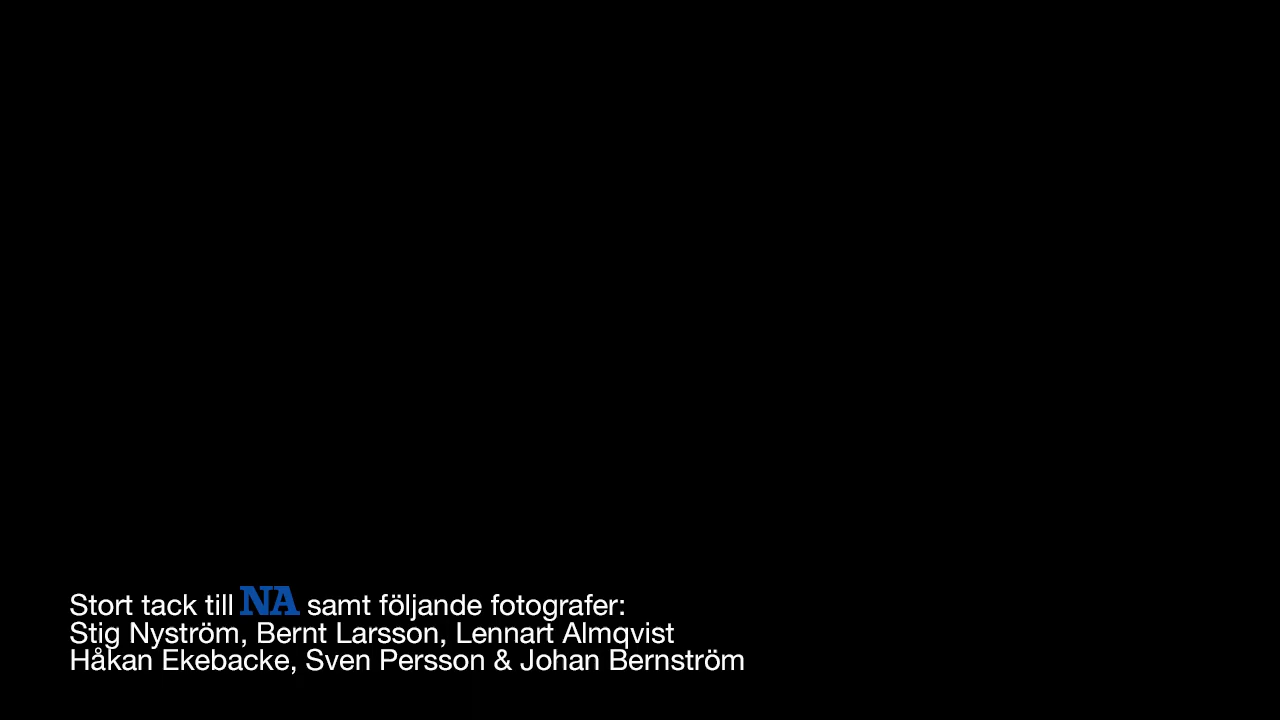 Stort tack till NA samt följande fotografer:
Stig Nyström, Bernt Larsson, Lennart Almqvist
Håkan Ekebacke, Sven Persson & Johan Bernström